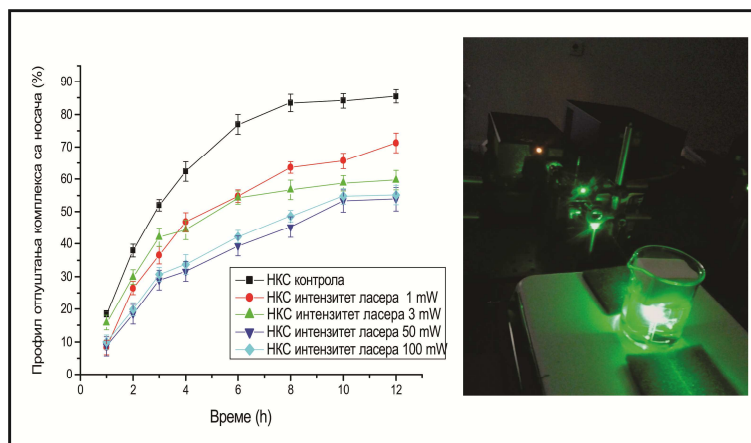 Профил отпуштања комплекса са носача (%)
90
80
70
60
50
40
30
20
10
0
НКС контрола
НКС интензитет ласера 1 mW
НКС интензитет ласера 3 mW
НКС интензитет ласера 50 mW
НКС интензитет ласера 100 mW
0 2 4 6 8 10 12
Време (h)